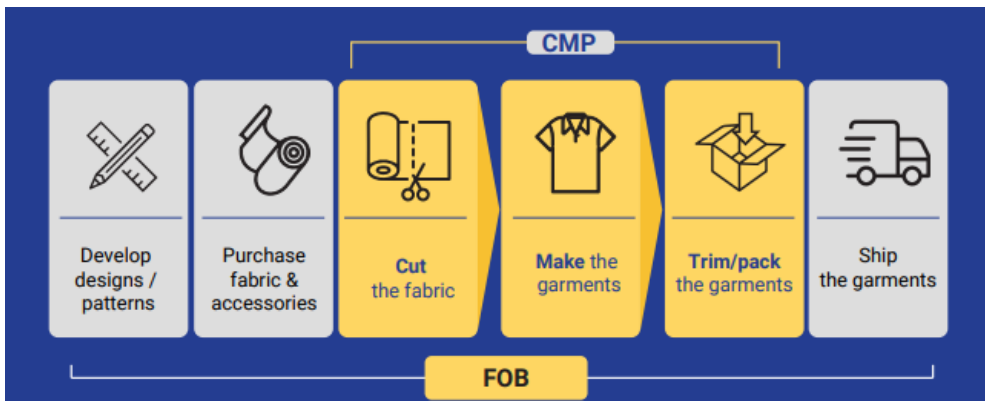 CMP
Develop
designs /
patterns
Purchase
fabric &
accessories
Cut
the fabric
Make the
garments
Trim/pack
the garments
Ship
the garments
FOB